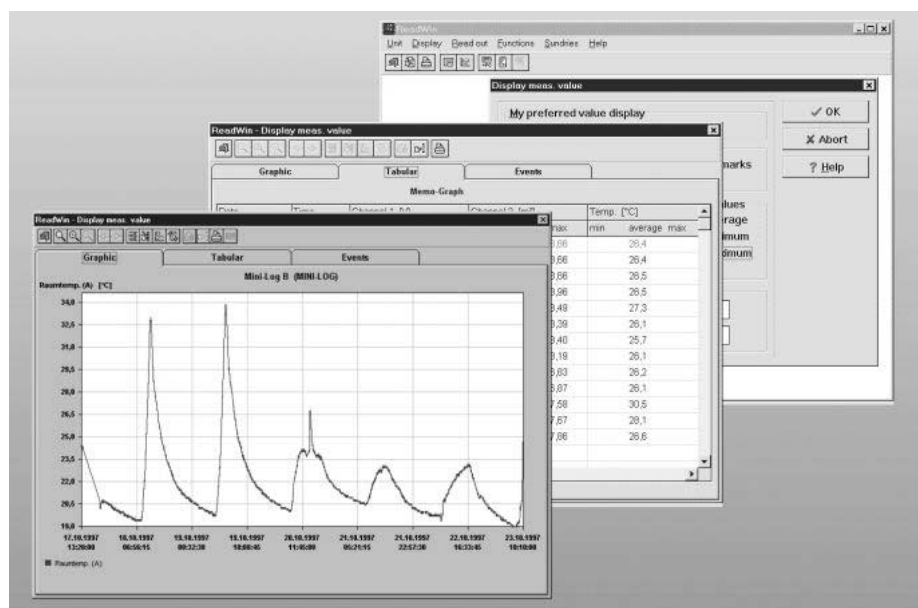 ReadWin
Unit Display Read out Functions Sundries Help
Display meas. value
My preferred value display
OK
Abort
Help
marks
ReadWin - Display meas. value
Graphic Tabular Events
Memo-Graph
Temp. [°C]
max min average max
26,4
26,4
26,5
26,5
27,3
26,1
25,7
26,1
26,2
26,1
30,5
28,1
26,6
ReadWin - Display meas. value
Graphic Tabular Events
Mini-Log B (MINI-LOG)
Raumtemp. (A) [°C]
34,0
32,5
31,0
29,5
28,0
26,5
25,0
23,5
22,0
20,5
19,0
17.10.1997 18.10.1997 19.10.1997 19.10.1997 20.10.1997 21.10.1997 21.10.1997 22.10.1997 23.10.1997
13:20:00 06:56:15 00:32:30 18:08:45 11:45:00 05:21:15 22:57:30 16:33:45 10:10:00
Raumtemp. (A)